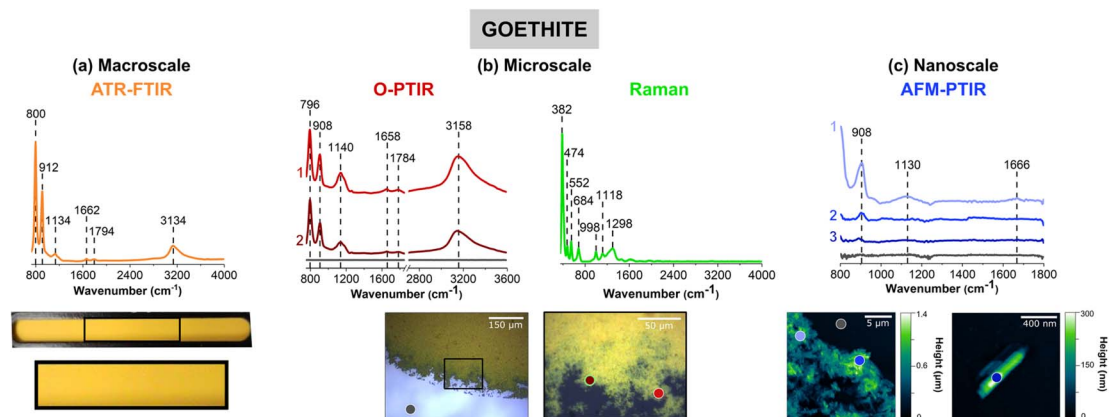 GOETHITE
(a) Macroscale
(b) Microscale
(c) Nanoscale
ATR-FTIR
O-PTIR
Raman
AFM-PTIR
800
912
1134
1662
1794
3134
800 1600 2400 3200 4000
Wavenumber (cm-1)
796
908
1140
1658
1784
3158
1
2
800 1200 1600 2800 3200 3600
Wavenumber (cm-1)
382
474
552
684
998
1118
1298
800 1600 2400 3200 4000
Wavenumber (cm-1)
1
908
1130
1666
2
3
800 1000 1200 1400 1600 1800
Wavenumber (cm-1)
150 µm
50 µm
5 µm
1.4
1.0
0.6
0
Height (µm)
400 nm
300
150
0
Height (nm)